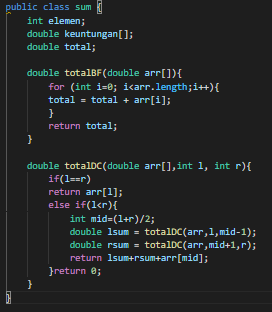 public class sum {
int elemen;
double keuntungan[];
double total;
double totalBF(double arr[]){
for (int i=0; i<arr.length;i++){
total = total + arr[i];
}
return total;
}
double totalDC(double arr[],int l, int r){
if(l==r)
return arr[l];
else if(l<r){
int mid=(l+r)/2;
double lsum = totalDC(arr,l,mid-1);
double rsum = totalDC(arr,mid+1,r);
return lsum+rsum+arr[mid];
}return 0;
}
}